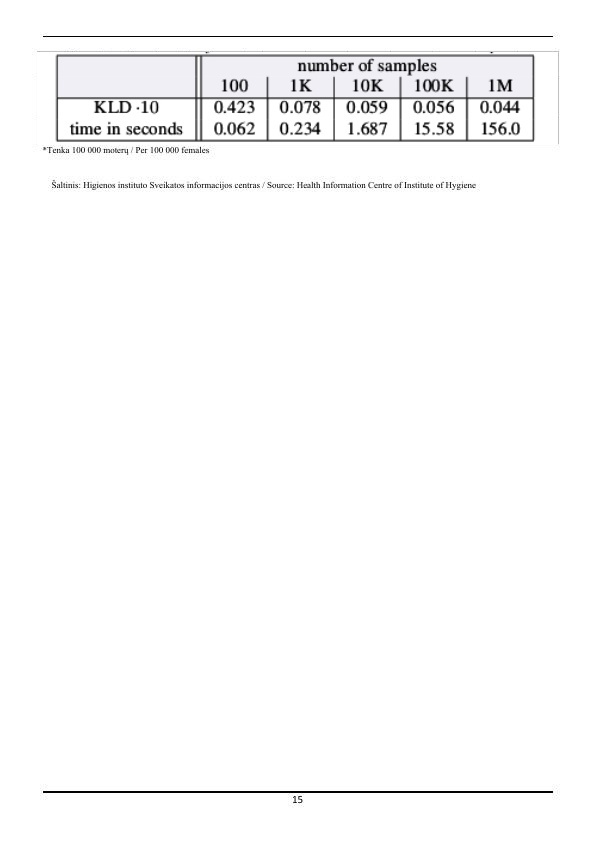 number of samples
100 1K 10K 100K 1M
KLD ·10 0.423 0.078 0.059 0.056 0.044
time in seconds 0.062 0.234 1.687 15.58 156.0
*Tenka 100 000 moterų / Per 100 000 females
Šaltinis: Higienos instituto Sveikatos informacijos centras / Source: Health Information Centre of Institute of Hygiene
15